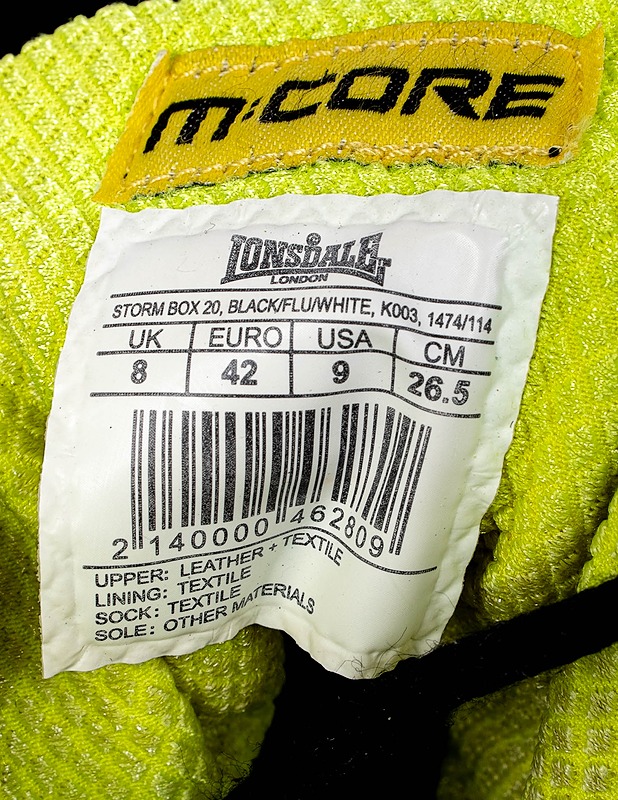 m:CORE
LONSDALE
LONDON
STORM BOX 20, BLACK/FLU/WHITE, K003, 1474/114
UK EURO USA CM
8 42 9 26.5
2 140000 462809
UPPER: LEATHER + TEXTILE
LINING: TEXTILE
SOCK: TEXTILE
SOLE: OTHER MATERIALS